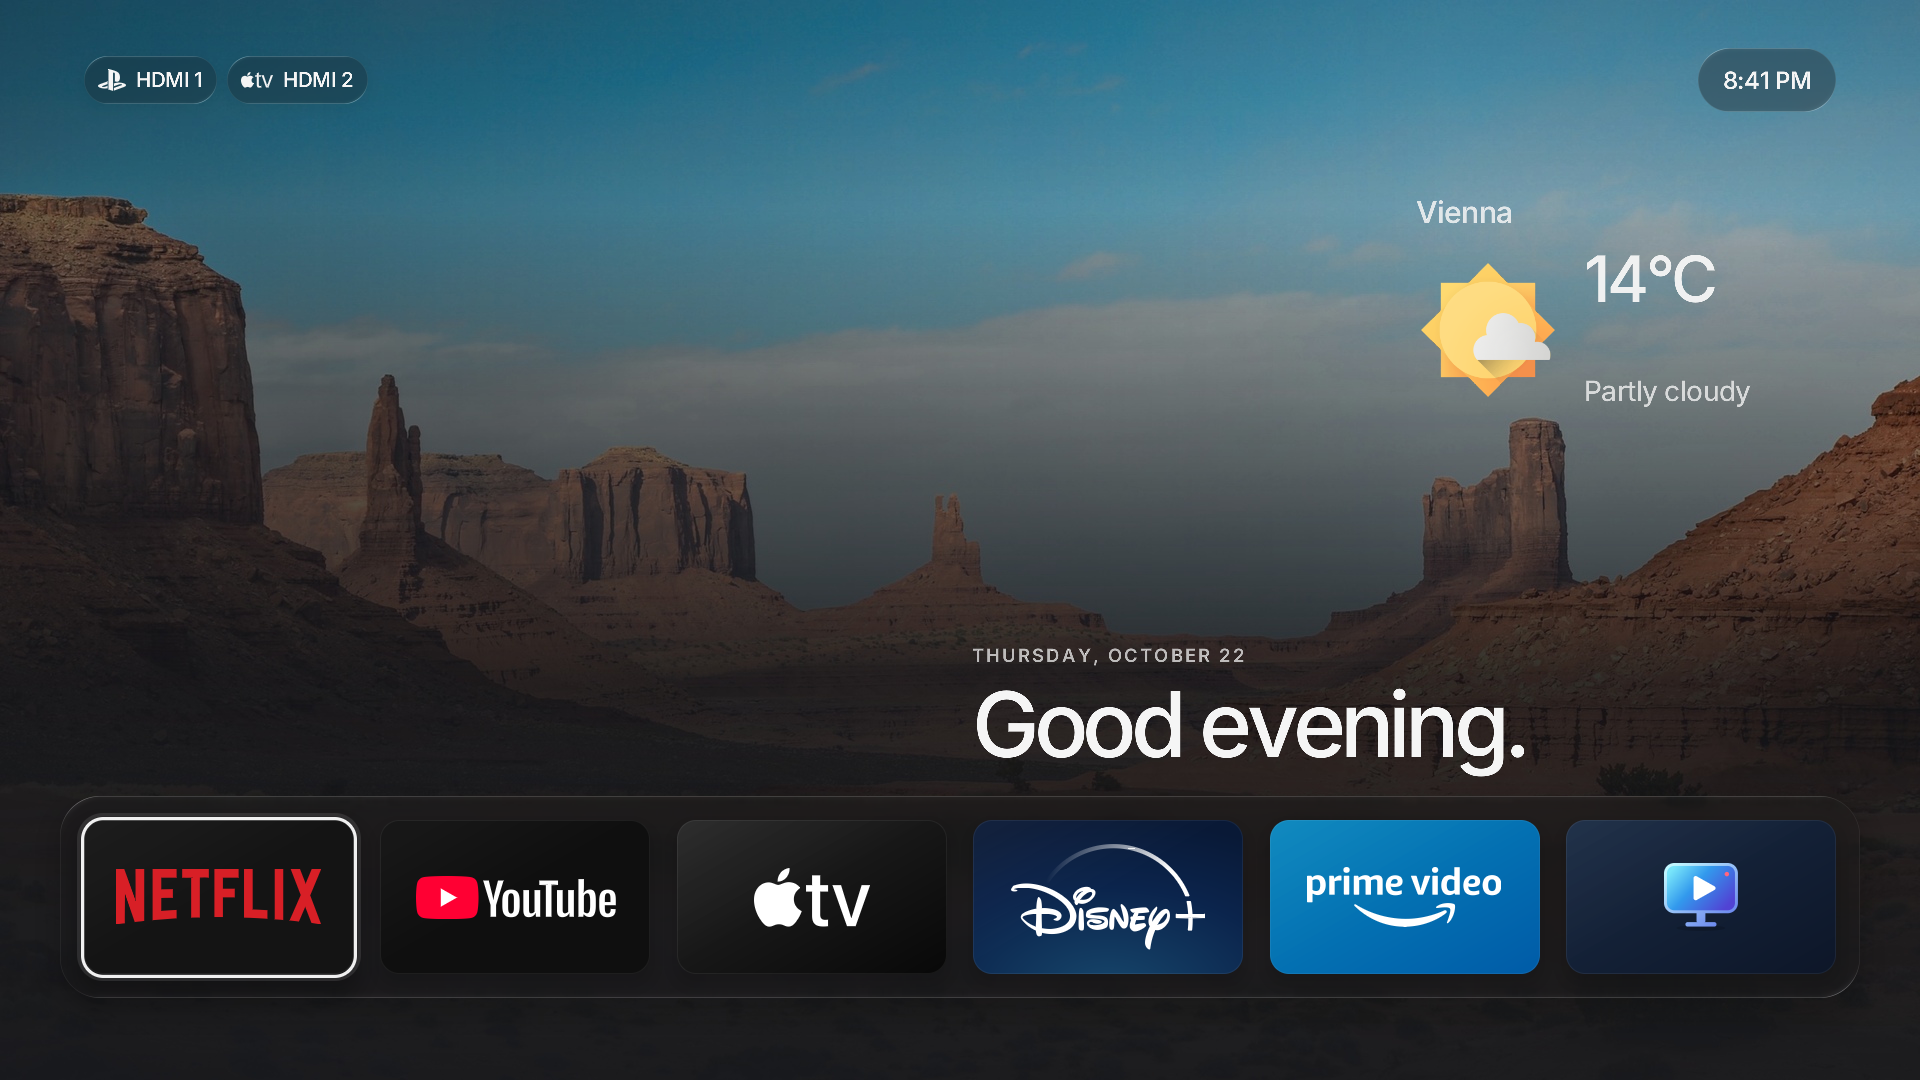 HDMI 1
tv HDMI 2
8:41 PM
Vienna
14°C
Partly cloudy
THURSDAY, OCTOBER 22
Good evening.
NETFLIX
YouTube
tv
Disney+
prime video